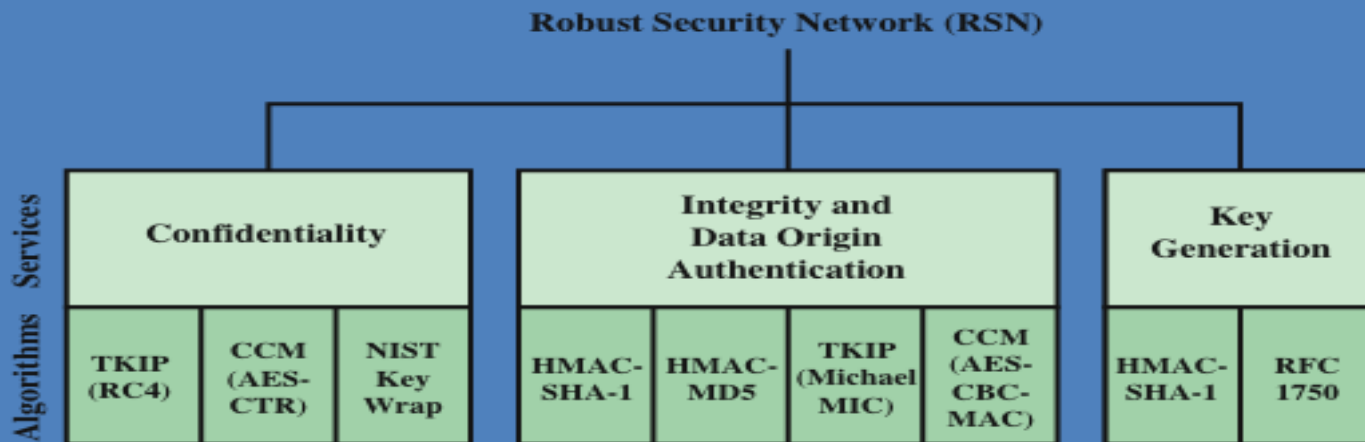 Robust Security Network (RSN)
Services
Confidentiality
Integrity and
Data Origin
Authentication
Key
Generation
Algorithms
TKIP
(RC4)
CCM
(AES-
CTR)
NIST
Key
Wrap
HMAC-
SHA-1
HMAC-
MD5
TKIP
(Michael
MIC)
CCM
(AES-
CBC-
MAC)
HMAC-
SHA-1
RFC
1750